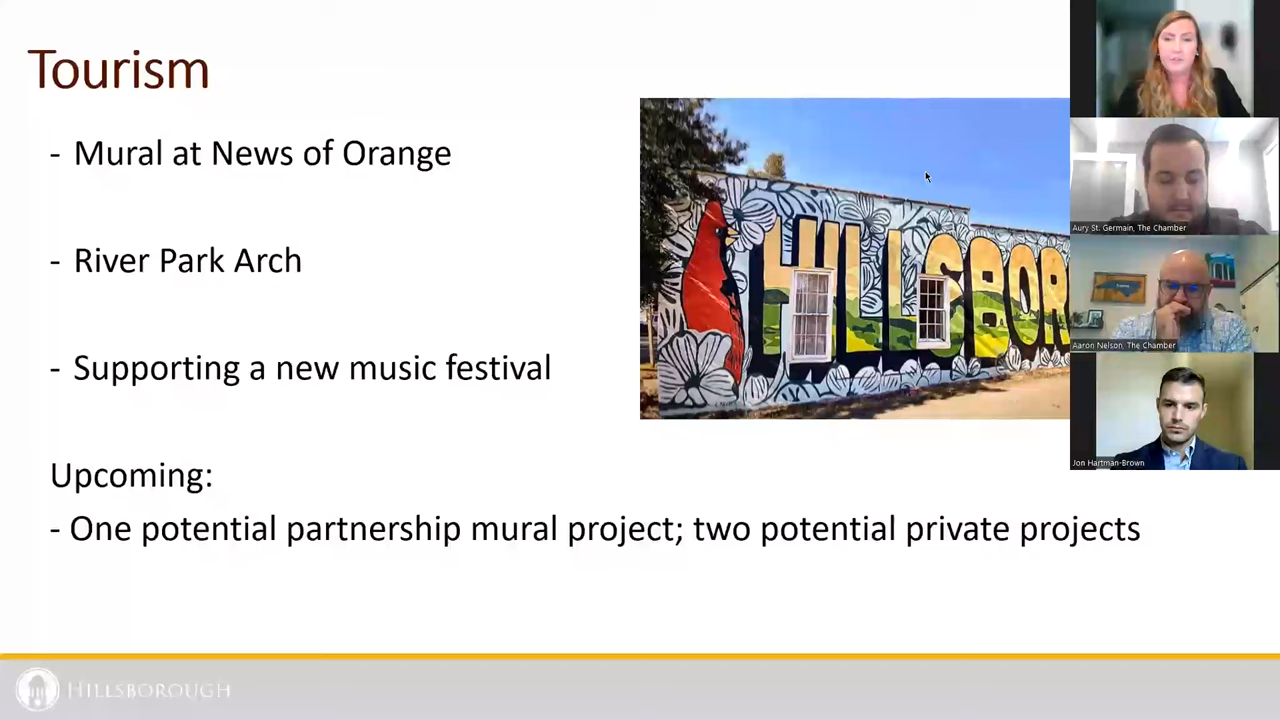 Tourism
- Mural at News of Orange
HILLSBOR
- River Park Arch
- Supporting a new music festival
Upcoming:
- One potential partnership mural project; two potential private projects
Aury St. Germain, The Chamber
Aaron Nelson, The Chamber
Jon Hartman-Brown
HILLSBOROUGH